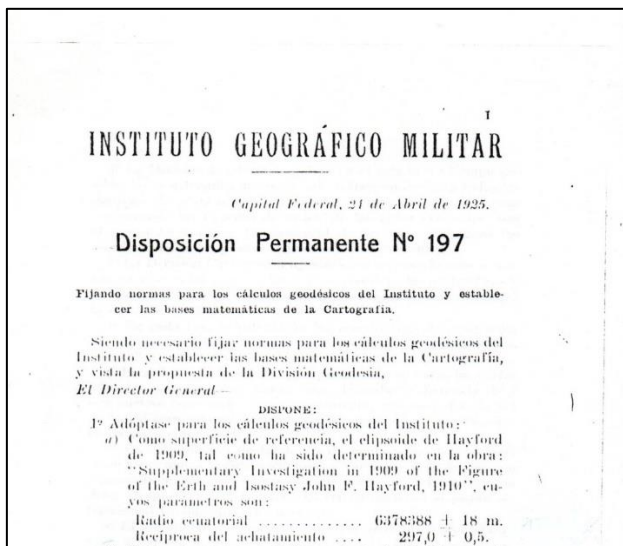 I
INSTITUTO GEOGRÁFICO MILITAR
Capital Federal, 21 de Abril de 1925.
Disposición Permanente Nº 197
Fijando normas para los cálculos geodésicos del Instituto y estable-
cer las bases matemáticas de la Cartografía.
Siendo necesario fijar normas para los cálculos geodésicos del
Instituto y establecer las bases matemáticas de la Cartografía,
y vista la propuesta de la División Geodesia,
El Director General—
DISPONE:
1º Adóptase para los cálculos geodésicos del Instituto:
a) Como superficie de referencia, el elipsoide de Hayford
de 1909, tal como ha sido determinado en la obra:
"Supplementary Investigation in 1909 of the Figure
of the Erth and Isostasy John F. Hayford, 1910", cu-
yos parámetros son:
Radio ecuatorial .............. 6378388 + 18 m.
Recíproca del achatamiento .... 297,0 + 0,5.